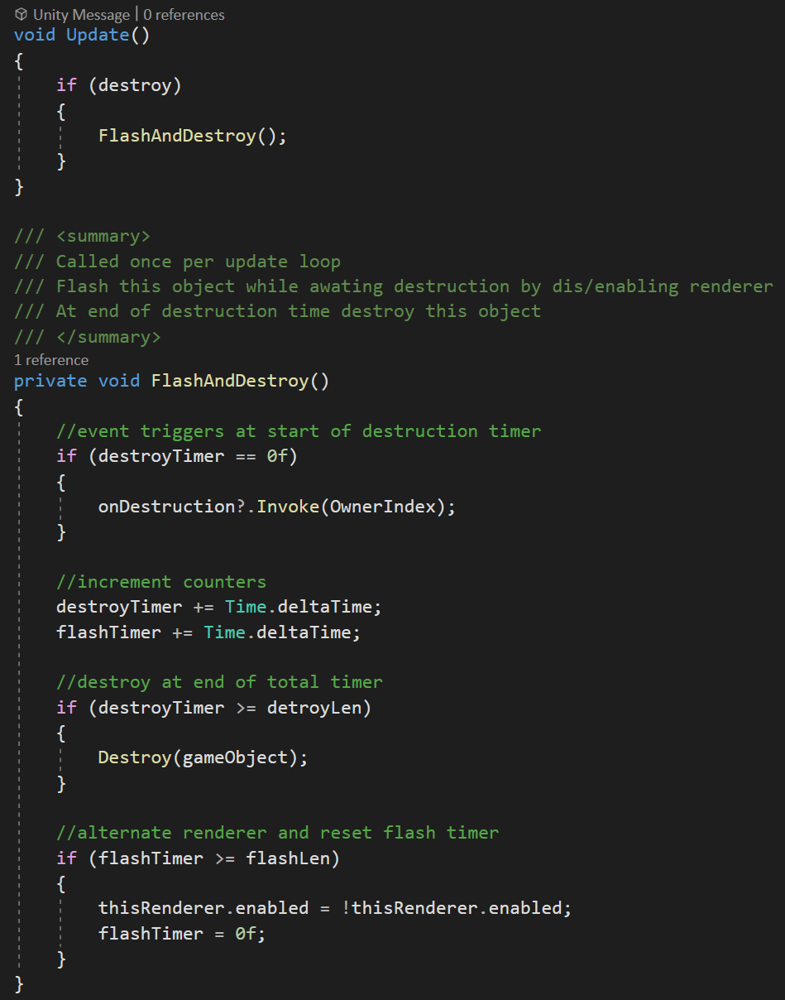 Unity Message | 0 references
void Update()
{
    if (destroy)
    {
        FlashAndDestroy();
    }
}
/// <summary>
/// Called once per update loop
/// Flash this object while awating destruction by dis/enabling renderer
/// At end of destruction time destroy this object
/// </summary>
1 reference
private void FlashAndDestroy()
{
    //event triggers at start of destruction timer
    if (destroyTimer == 0f)
    {
        onDestruction?.Invoke(OwnerIndex);
    }
    //increment counters
    destroyTimer += Time.deltaTime;
    flashTimer += Time.deltaTime;
    //destroy at end of total timer
    if (destroyTimer >= detroyLen)
    {
        Destroy(gameObject);
    }
    //alternate renderer and reset flash timer
    if (flashTimer >= flashLen)
    {
        thisRenderer.enabled = !thisRenderer.enabled;
        flashTimer = 0f;
    }
}